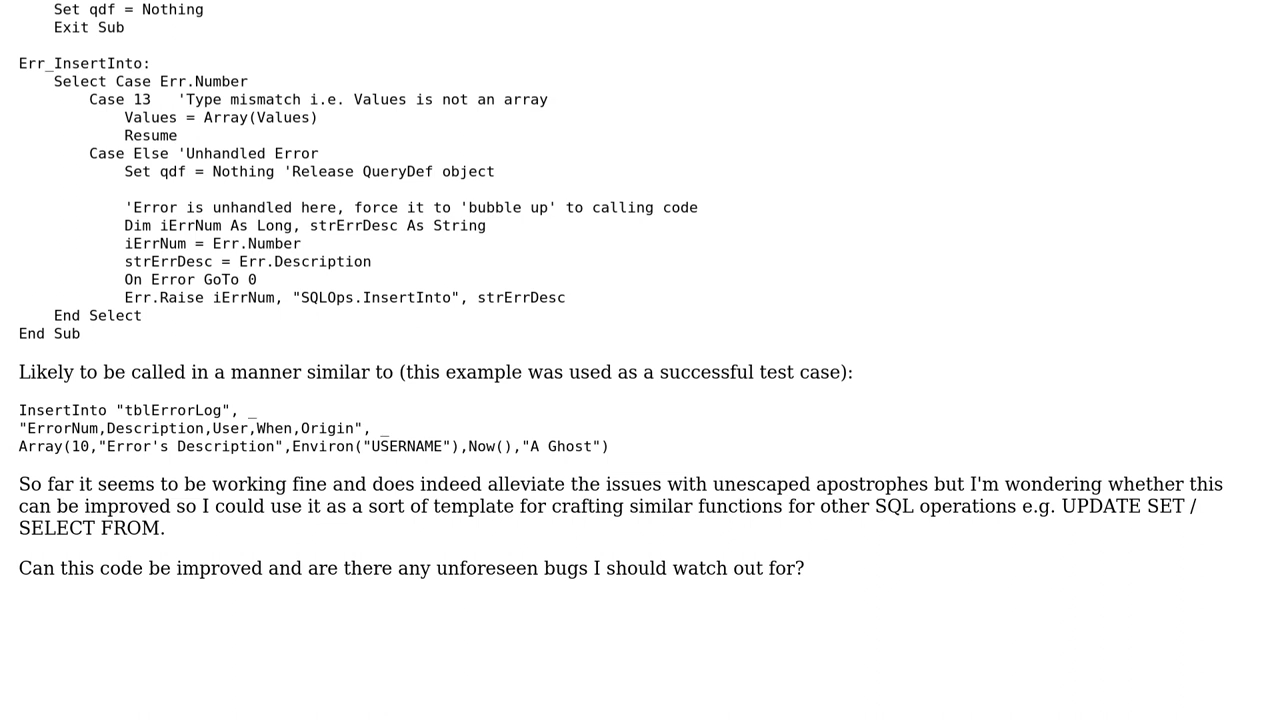 Set qdf = Nothing
    Exit Sub

Err_InsertInto:
    Select Case Err.Number
        Case 13   'Type mismatch i.e. Values is not an array
            Values = Array(Values)
            Resume
        Case Else 'Unhandled Error
            Set qdf = Nothing 'Release QueryDef object

            'Error is unhandled here, force it to 'bubble up' to calling code
            Dim iErrNum As Long, strErrDesc As String
            iErrNum = Err.Number
            strErrDesc = Err.Description
            On Error GoTo 0
            Err.Raise iErrNum, "SQLOps.InsertInto", strErrDesc
    End Select
End Sub

Likely to be called in a manner similar to (this example was used as a successful test case):

InsertInto "tblErrorLog", _
"ErrorNum,Description,User,When,Origin", _
Array(10,"Error's Description",Environ("USERNAME"),Now(),"A Ghost")

So far it seems to be working fine and does indeed alleviate the issues with unescaped apostrophes but I'm wondering whether this
can be improved so I could use it as a sort of template for crafting similar functions for other SQL operations e.g. UPDATE SET /
SELECT FROM.

Can this code be improved and are there any unforeseen bugs I should watch out for?